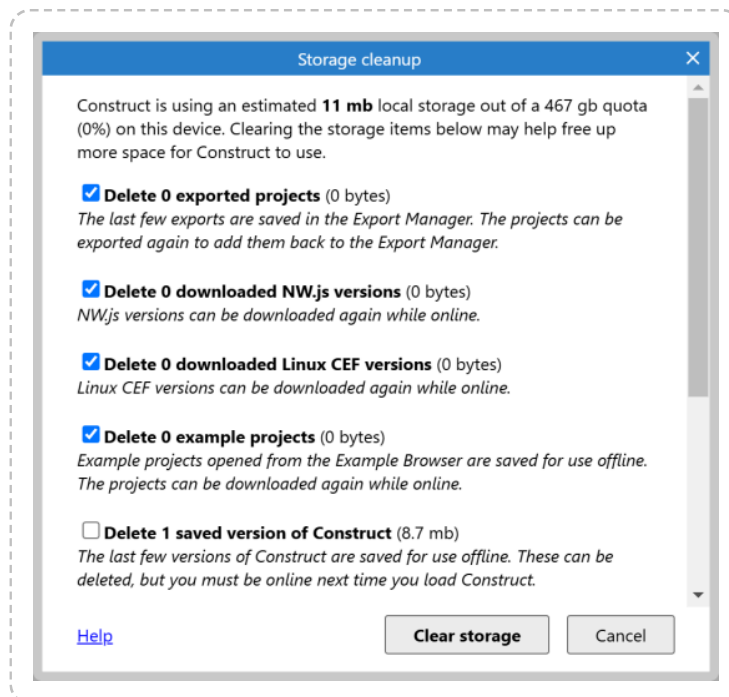 Storage cleanup
Construct is using an estimated 11 mb local storage out of a 467 gb quota
(0%) on this device. Clearing the storage items below may help free up
more space for Construct to use.
Delete 0 exported projects (0 bytes)
The last few exports are saved in the Export Manager. The projects can be
exported again to add them back to the Export Manager.
Delete 0 downloaded NW.js versions (0 bytes)
NW.js versions can be downloaded again while online.
Delete 0 downloaded Linux CEF versions (0 bytes)
Linux CEF versions can be downloaded again while online.
Delete 0 example projects (0 bytes)
Example projects opened from the Example Browser are saved for use offline.
The projects can be downloaded again while online.
Delete 1 saved version of Construct (8.7 mb)
The last few versions of Construct are saved for use offline. These can be
deleted, but you must be online next time you load Construct.
Help
Clear storage
Cancel